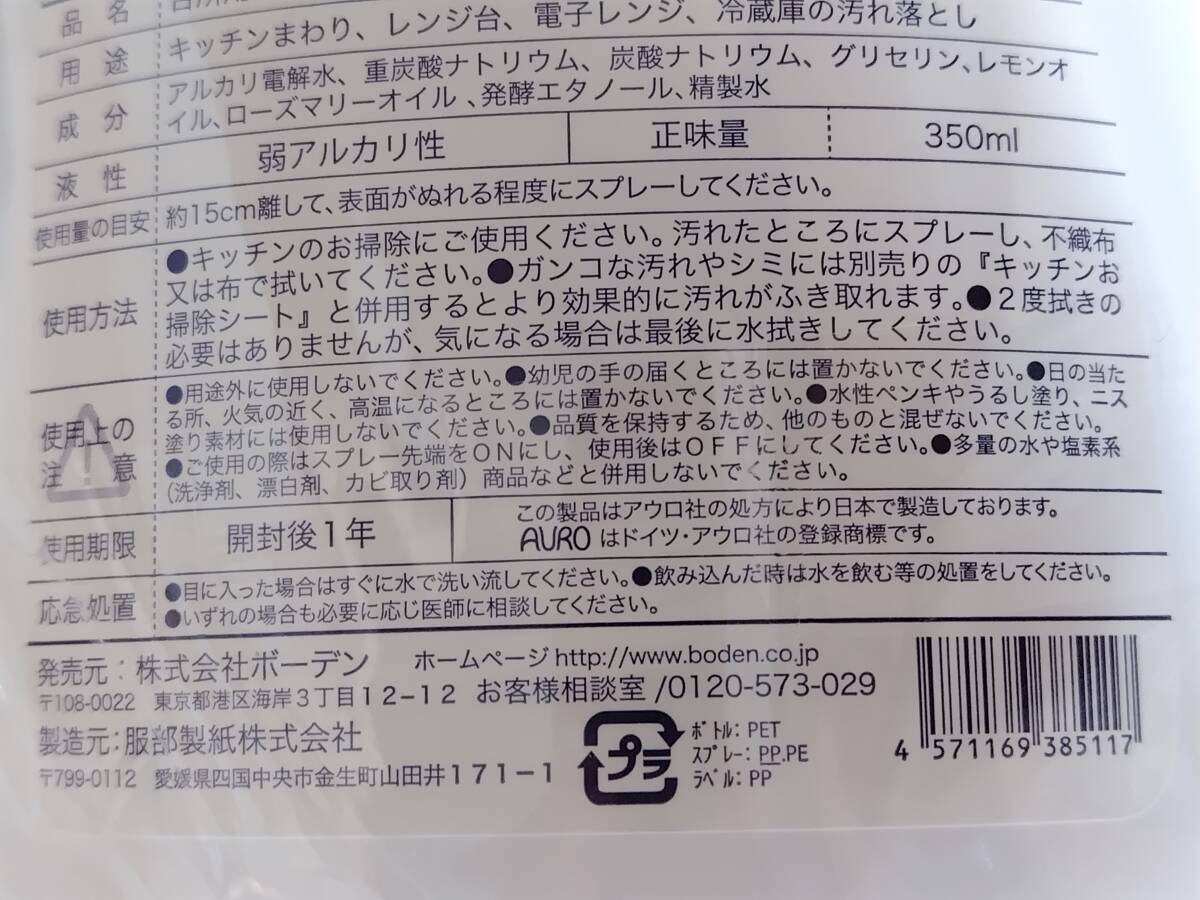 品名
用途 キッチンまわり、レンジ台、電子レンジ、冷蔵庫の汚れ落とし
成分 アルカリ電解水、重炭酸ナトリウム、炭酸ナトリウム、グリセリン、レモンオ
イル、ローズマリーオイル、発酵エタノール、精製水
液性 弱アルカリ性 正味量 350ml
使用量の目安 約15cm離して、表面がぬれる程度にスプレーしてください。
使用方法 ●キッチンのお掃除にご使用ください。汚れたところにスプレーし、不織布
又は布で拭いてください。●ガンコな汚れやシミには別売りの『キッチンお
掃除シート』と併用するとより効果的に汚れがふき取れます。●2度拭きの
必要はありませんが、気になる場合は最後に水拭きしてください。
使用上の注意 ●用途外に使用しないでください。●幼児の手の届くところには置かないでください。●日の当た
る所、火気の近く、高温になるところには置かないでください。●水性ペンキやうるし塗り、ニス
塗り素材には使用しないでください。●品質を保持するため、他のものと混ぜないでください。
●ご使用の際はスプレー先端をONにし、使用後はOFFにしてください。●多量の水や塩素系
(洗浄剤、漂白剤、カビ取り剤)商品などと併用しないでください。
使用期限 開封後1年 この製品はアウロ社の処方により日本で製造しております。
AUROはドイツ・アウロ社の登録商標です。
応急処置 ●目に入った場合はすぐに水で洗い流してください。●飲み込んだ時は水を飲む等の処置をしてください。
●いずれの場合も必要に応じ医師に相談してください。
発売元:株式会社ボーデン ホームページhttp://www.boden.co.jp
〒108-0022 東京都港区海岸3丁目12-12 お客様相談室/0120-573-029
製造元:服部製紙株式会社
〒799-0112 愛媛県四国中央市金生町山田井171-1
プラ
ボトル:PET
スプレー:PP.PE
ラベル:PP
4 571169 385117